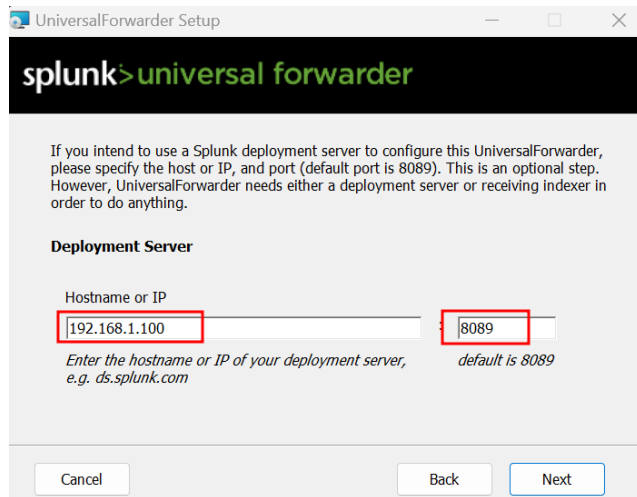 UniversalForwarder Setup
splunk>universal forwarder
If you intend to use a Splunk deployment server to configure this UniversalForwarder,
please specify the host or IP, and port (default port is 8089). This is an optional step.
However, UniversalForwarder needs either a deployment server or receiving indexer in
order to do anything.
Deployment Server
Hostname or IP
192.168.1.100 : 8089
Enter the hostname or IP of your deployment server, default is 8089
e.g. ds.splunk.com
Cancel Back Next